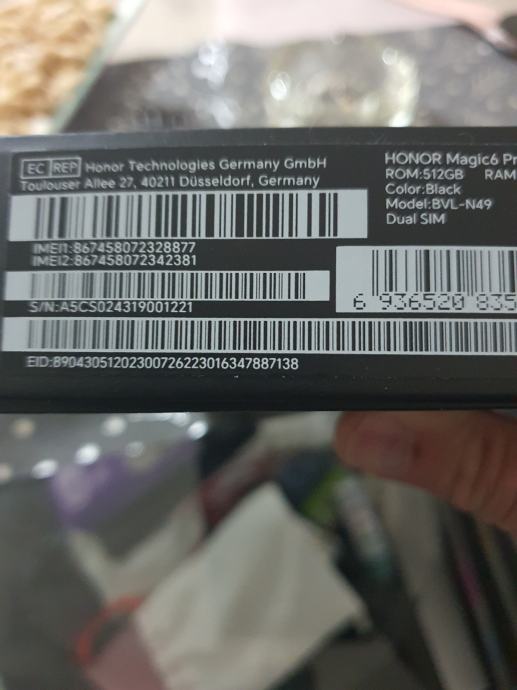 EC REP Honor Technologies Germany GmbH
Toulouser Allee 27, 40211 Düsseldorf, Germany
IMEI1:867458072328877
IMEI2:867458072342381
S/N:A5CS024319001221
EID:89043051202300726223016347887138
HONOR Magic6 Pr
ROM:512GB RAM
Color:Black
Model:BVL-N49
Dual SIM
6 936520 835